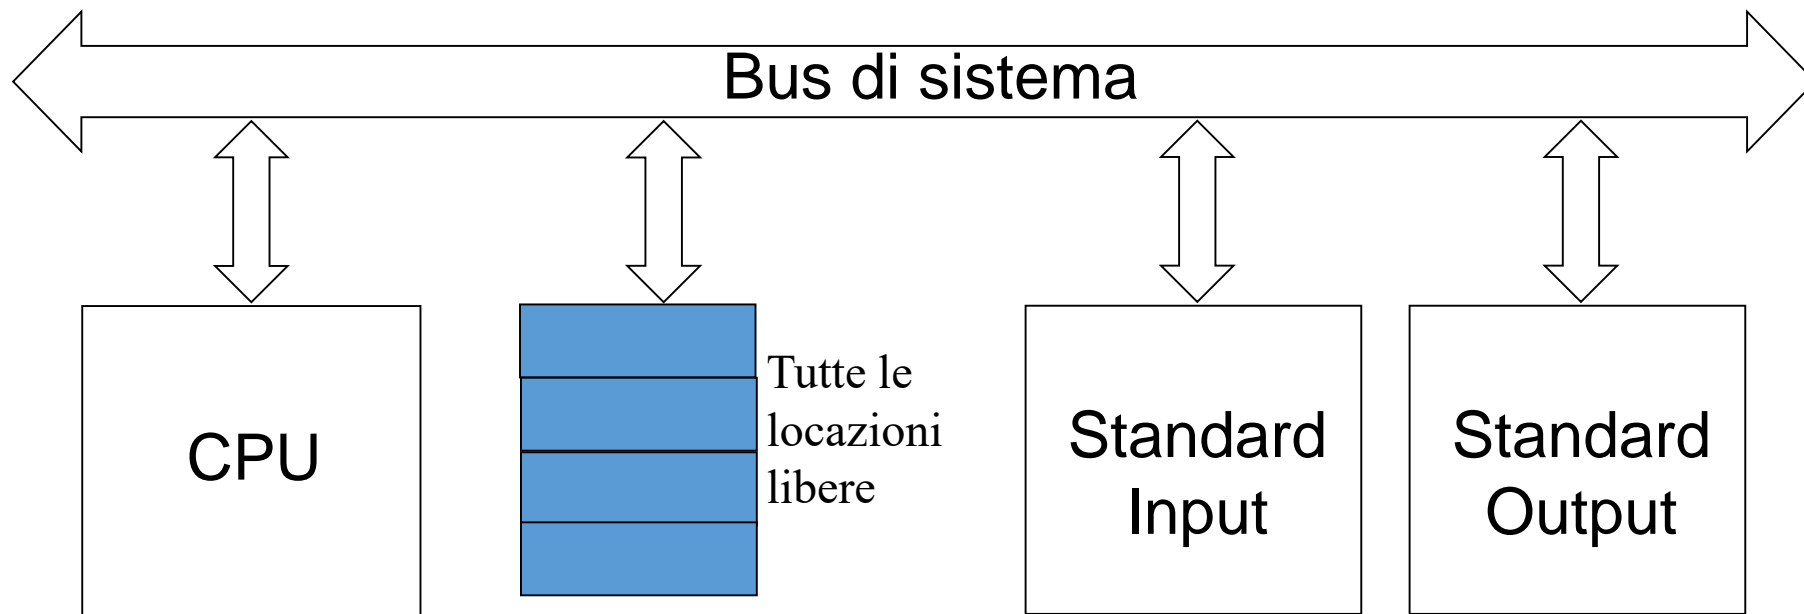 Bus di sistema
CPU
Tutte le
locazioni
libere
Standard
Input
Standard
Output